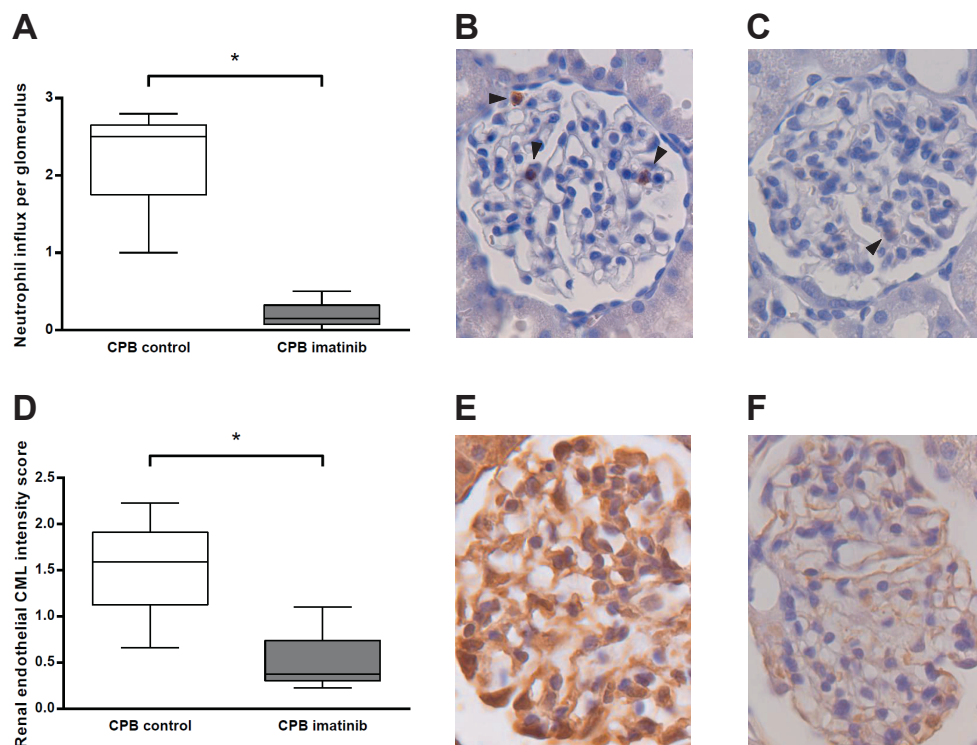 A
B
C
*
Neutrophil influx per glomerulus
3
2
1
0
CPB control
CPB imatinib
D
E
F
*
Renal endothelial CML intensity score
2.5
2.0
1.5
1.0
0.5
0.0
CPB control
CPB imatinib